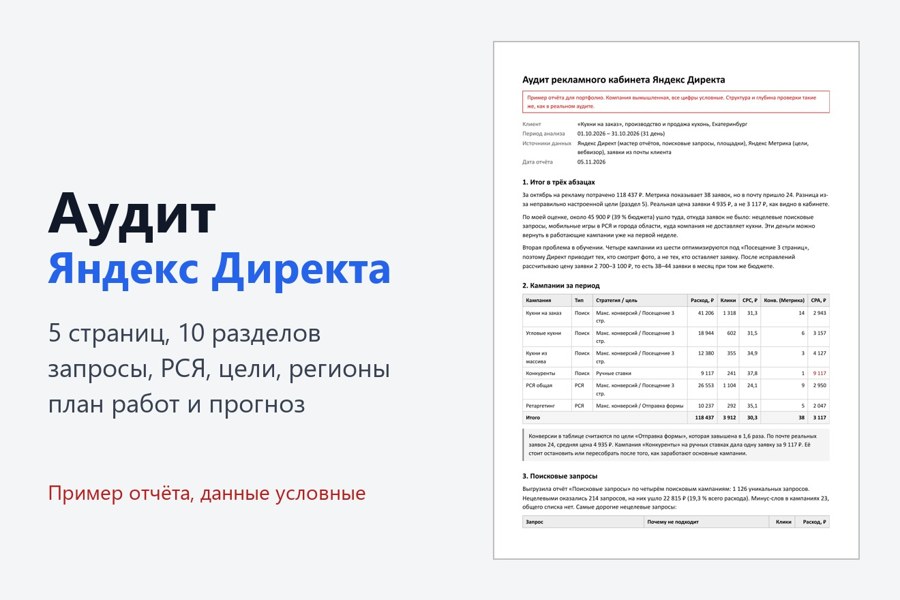 Аудит
Яндекс Директа
5 страниц, 10 разделов
запросы, РСЯ, цели, регионы
план работ и прогноз
Пример отчёта, данные условные
Аудит рекламного кабинета Яндекс Директа
Пример отчёта для портфолио. Компания вымышленная, все цифры условные. Структура и глубина проверки такие
же, как в реальном аудите.
Клиент «Кухни на заказ», производство и продажа кухонь, Екатеринбург
Период анализа 01.10.2026 – 31.10.2026 (31 день)
Источники данных Яндекс Директ (мастер отчётов, поисковые запросы, площадки), Яндекс Метрика (цели,
вебвизор), заявки из почты клиента
Дата отчёта 05.11.2026
1. Итог в трёх абзацах
За октябрь на рекламу потрачено 118 437 ₽. Метрика показывает 38 заявок, но в почту пришло 24. Разница из-
за неправильно настроенной цели (раздел 5). Реальная цена заявки 4 935 ₽, а не 3 117 ₽, как видно в кабинете.
По моей оценке, около 45 900 ₽ (39 % бюджета) ушло туда, откуда заявок не было: нецелевые поисковые
запросы, мобильные игры в РСЯ и города области, куда компания не доставляет кухни. Эти деньги можно
вернуть в работающие кампании уже на первой неделе.
Вторая проблема в обучении. Четыре кампании из шести оптимизируются под «Посещение 3 страниц»,
поэтому Директ приводит тех, кто смотрит фото, а не тех, кто оставляет заявку. После исправлений
рассчитываю цену заявки 2 700–3 100 ₽, то есть 38–44 заявки в месяц при том же бюджете.
2. Кампании за период
Кампания Тип Стратегия / цель Расход, ₽ Клики CPC, ₽ Конв. (Метрика) CPA, ₽
Кухни на заказ Поиск Макс. конверсий / Посещение 3 41 206 1 318 31,3 14 2 943
стр.
Угловые кухни Поиск Макс. конверсий / Посещение 3 18 944 602 31,5 6 3 157
стр.
Кухни из Поиск Макс. конверсий / Посещение 3 12 380 355 34,9 3 4 127
массива стр.
Конкуренты Поиск Ручные ставки 9 117 241 37,8 1 9 117
РСЯ общая РСЯ Макс. конверсий / Посещение 3 26 553 1 104 24,1 9 2 950
стр.
Ретаргетинг РСЯ Макс. конверсий / Отправка формы 10 237 292 35,1 5 2 047
Итого 118 437 3 912 30,3 38 3 117
Конверсии в таблице считаются по цели «Отправка формы», которая завышена в 1,6 раза. По почте реальных
заявок 24, средняя цена 4 935 ₽. Кампания «Конкуренты» на ручных ставках дала одну заявку за 9 117 ₽. Её
стоит остановить или пересобрать после того, как заработают основные кампании.
3. Поисковые запросы
Выгрузила отчёт «Поисковые запросы» по четырём поисковым кампаниям: 1 126 уникальных запросов.
Нецелевыми оказались 214 запросов, на них ушло 22 815 ₽ (19,3 % всего расхода). Минус-слов в кампаниях 23,
общего списка нет. Самые дорогие нецелевые запросы:
Запрос Почему не подходит Клики Расход, ₽